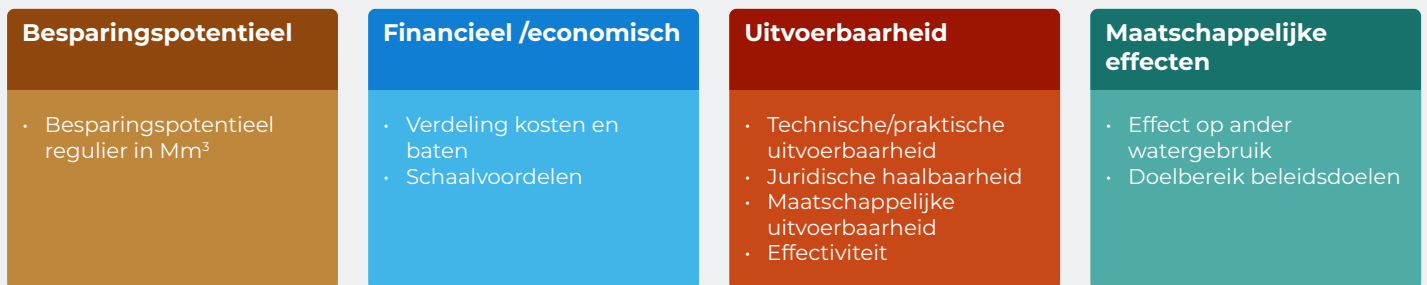 Besparingspotentieel
• Besparingspotentieel
regulier in Mm³
Financieel /economisch
• Verdeling kosten en
baten
• Schaalvoordelen
Uitvoerbaarheid
• Technische/praktische
uitvoerbaarheid
• Juridische haalbaarheid
• Maatschappelijke
uitvoerbaarheid
• Effectiviteit
Maatschappelijke
effecten
• Effect op ander
watergebruik
• Doelbereik beleidsdoelen